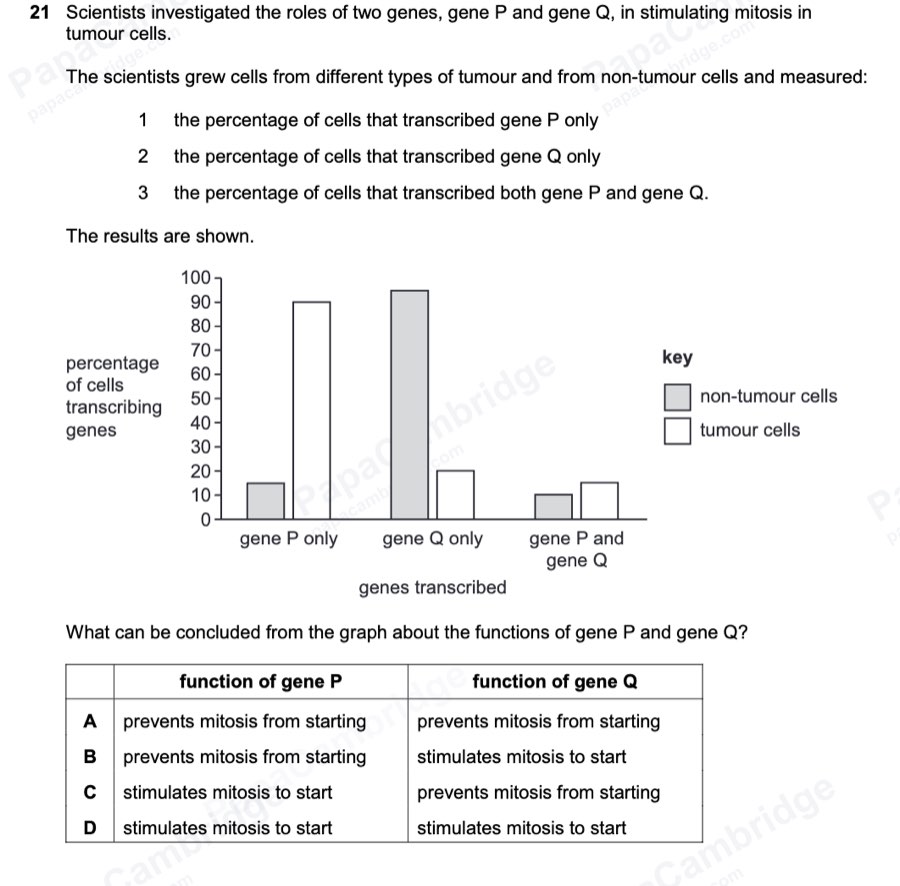 21 Scientists investigated the roles of two genes, gene P and gene Q, in stimulating mitosis in
tumour cells.
The scientists grew cells from different types of tumour and from non-tumour cells and measured:
1 the percentage of cells that transcribed gene P only
2 the percentage of cells that transcribed gene Q only
3 the percentage of cells that transcribed both gene P and gene Q.
The results are shown.
100
90
80
70
60
50
40
30
20
10
0
percentage
of cells
transcribing
genes
gene P only
gene Q only
gene P and
gene Q
genes transcribed
key
non-tumour cells
tumour cells
What can be concluded from the graph about the functions of gene P and gene Q?
function of gene P function of gene Q
A prevents mitosis from starting prevents mitosis from starting
B prevents mitosis from starting stimulates mitosis to start
C stimulates mitosis to start prevents mitosis from starting
D stimulates mitosis to start stimulates mitosis to start
PapaCambridge